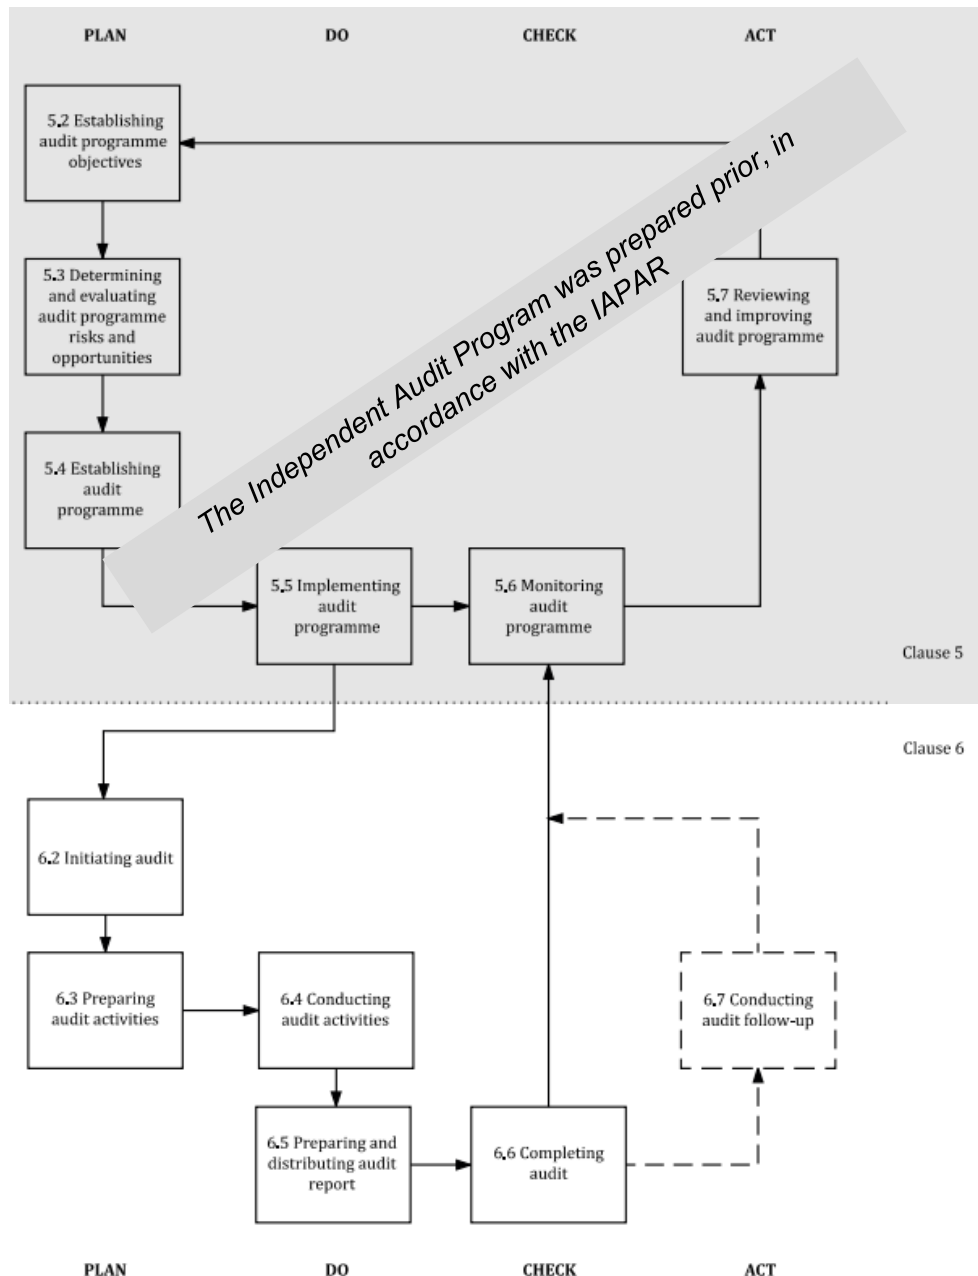 PLAN
DO
CHECK
ACT
5.2 Establishing
audit programme
objectives
5.3 Determining
and evaluating
audit programme
risks and
opportunities
5.7 Reviewing
and improving
audit programme
The Independent Audit Program was prepared prior, in
accordance with the IAPAR
5.4 Establishing
audit
programme
5.5 Implementing
audit
programme
5.6 Monitoring
audit
programme
Clause 5
Clause 6
6.2 Initiating audit
6.3 Preparing
audit activities
6.4 Conducting
audit activities
6.7 Conducting
audit follow-up
6.5 Preparing and
distributing audit
report
6.6 Completing
audit
PLAN
DO
CHECK
ACT